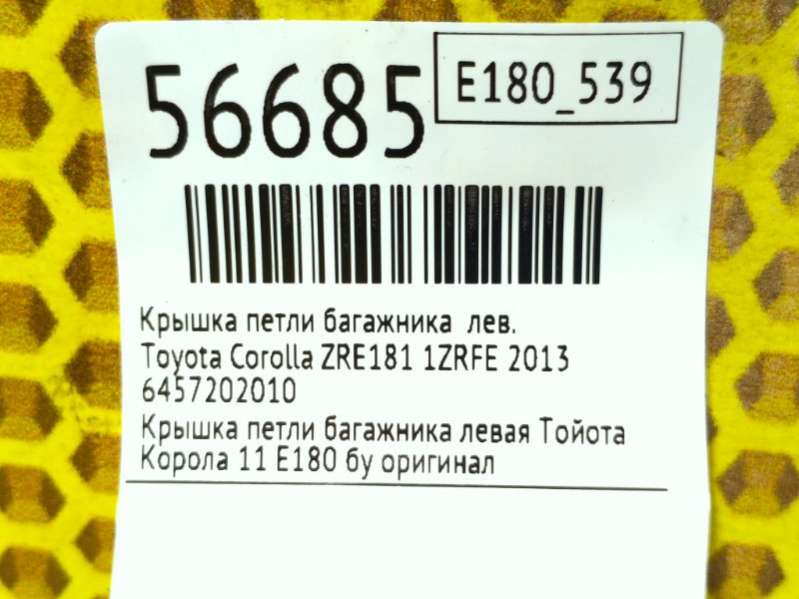 56685
E180_539
Крышка петли багажника лев.
Toyota Corolla ZRE181 1ZRFE 2013
6457202010
Крышка петли багажника левая Тойота
Корола 11 Е180 бу оригинал